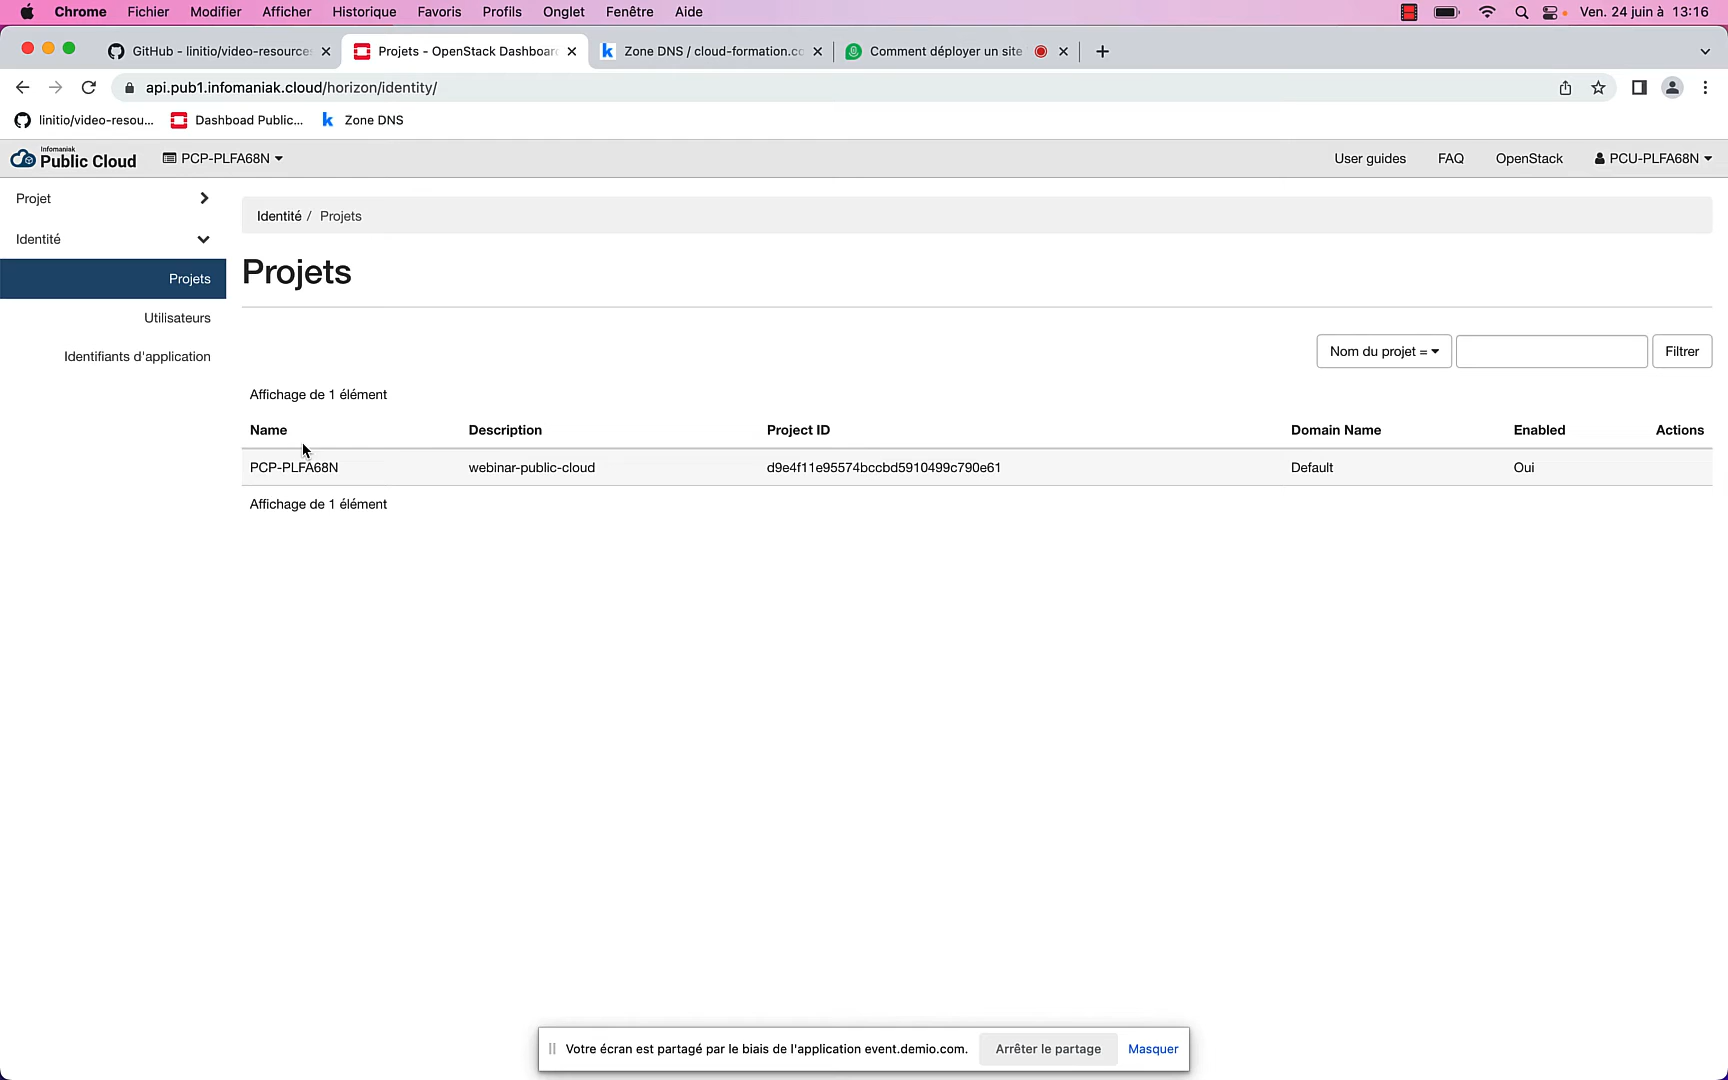 Chrome Fichier Modifier Afficher Historique Favoris Profils Onglet Fenêtre Aide Ven. 24 juin à 13:16
GitHub - linitio/video-resources Projets - OpenStack Dashboard Zone DNS / cloud-formation.co Comment déployer un site
api.pub1.infomaniak.cloud/horizon/identity/
linitio/video-resou... Dashboad Public... Zone DNS
Infomaniak
Public Cloud PCP-PLFA68N User guides FAQ OpenStack PCU-PLFA68N
Projet
Identité / Projets
Identité
Projets
Projets
Utilisateurs
Nom du projet = Filtrer
Identifiants d'application
Affichage de 1 élément
Name Description Project ID Domain Name Enabled Actions
PCP-PLFA68N webinar-public-cloud d9e4f11e95574bccbd5910499c790e61 Default Oui
Affichage de 1 élément
Votre écran est partagé par le biais de l'application event.demio.com. Arrêter le partage Masquer